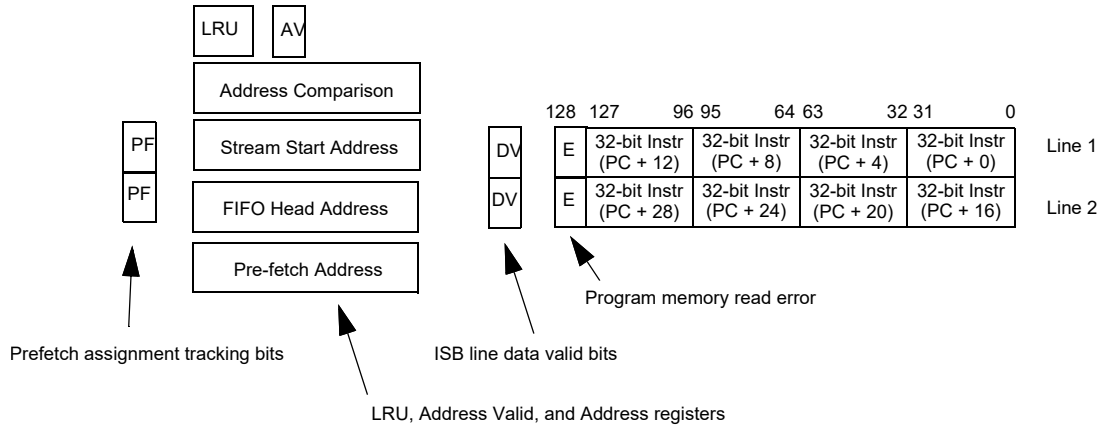 LRU AV
Address Comparison
128 127 96 95 64 63 32 31 0
PF Stream Start Address DV E 32-bit Instr (PC + 12) 32-bit Instr (PC + 8) 32-bit Instr (PC + 4) 32-bit Instr (PC + 0) Line 1
PF FIFO Head Address DV E 32-bit Instr (PC + 28) 32-bit Instr (PC + 24) 32-bit Instr (PC + 20) 32-bit Instr (PC + 16) Line 2
Pre-fetch Address
Program memory read error
Prefetch assignment tracking bits
ISB line data valid bits
LRU, Address Valid, and Address registers